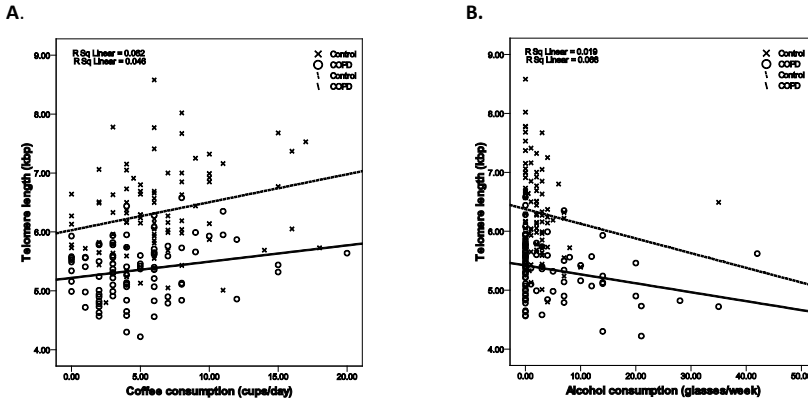 A.
B.
R Sq Linear = 0.062
R Sq Linear = 0.046
Control
COPD
Control
COPD
9.00
8.00
7.00
6.00
5.00
4.00
Telomere length (kbp)
0.00 5.00 10.00 15.00 20.00
Coffee consumption (cups/day)
R Sq Linear = 0.019
R Sq Linear = 0.066
Control
COPD
Control
COPD
9.00
8.00
7.00
6.00
5.00
4.00
Telomere length (kbp)
0.00 10.00 20.00 30.00 40.00 50.00
Alcohol consumption (glasses/week)